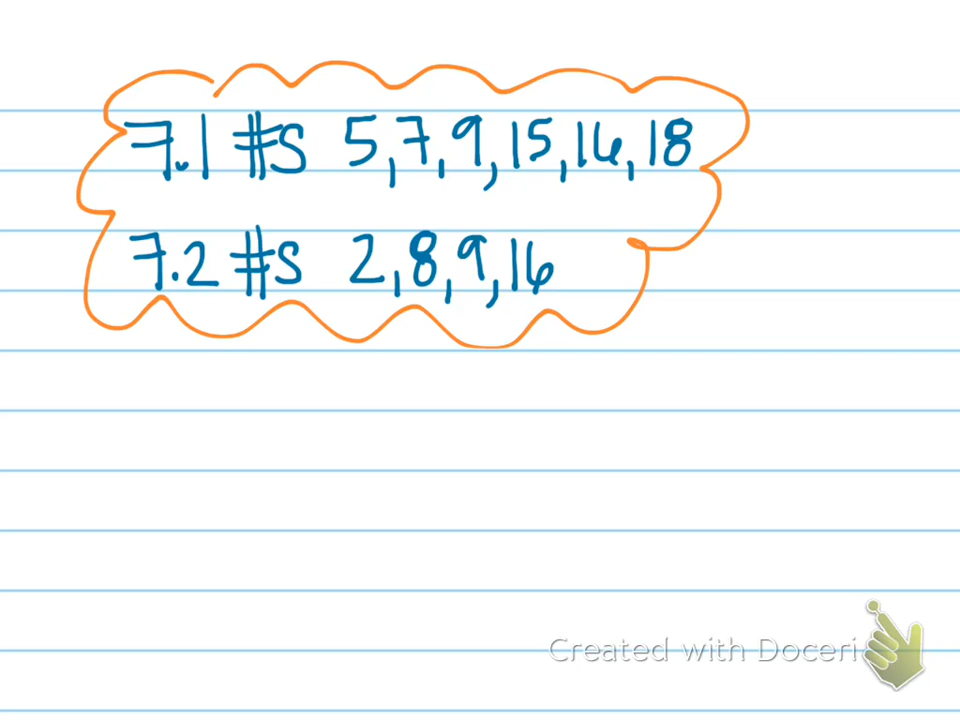 7.1 #s 5,7,9,15,16,18
7.2 #s 2,8,9,16
Created with Doceri